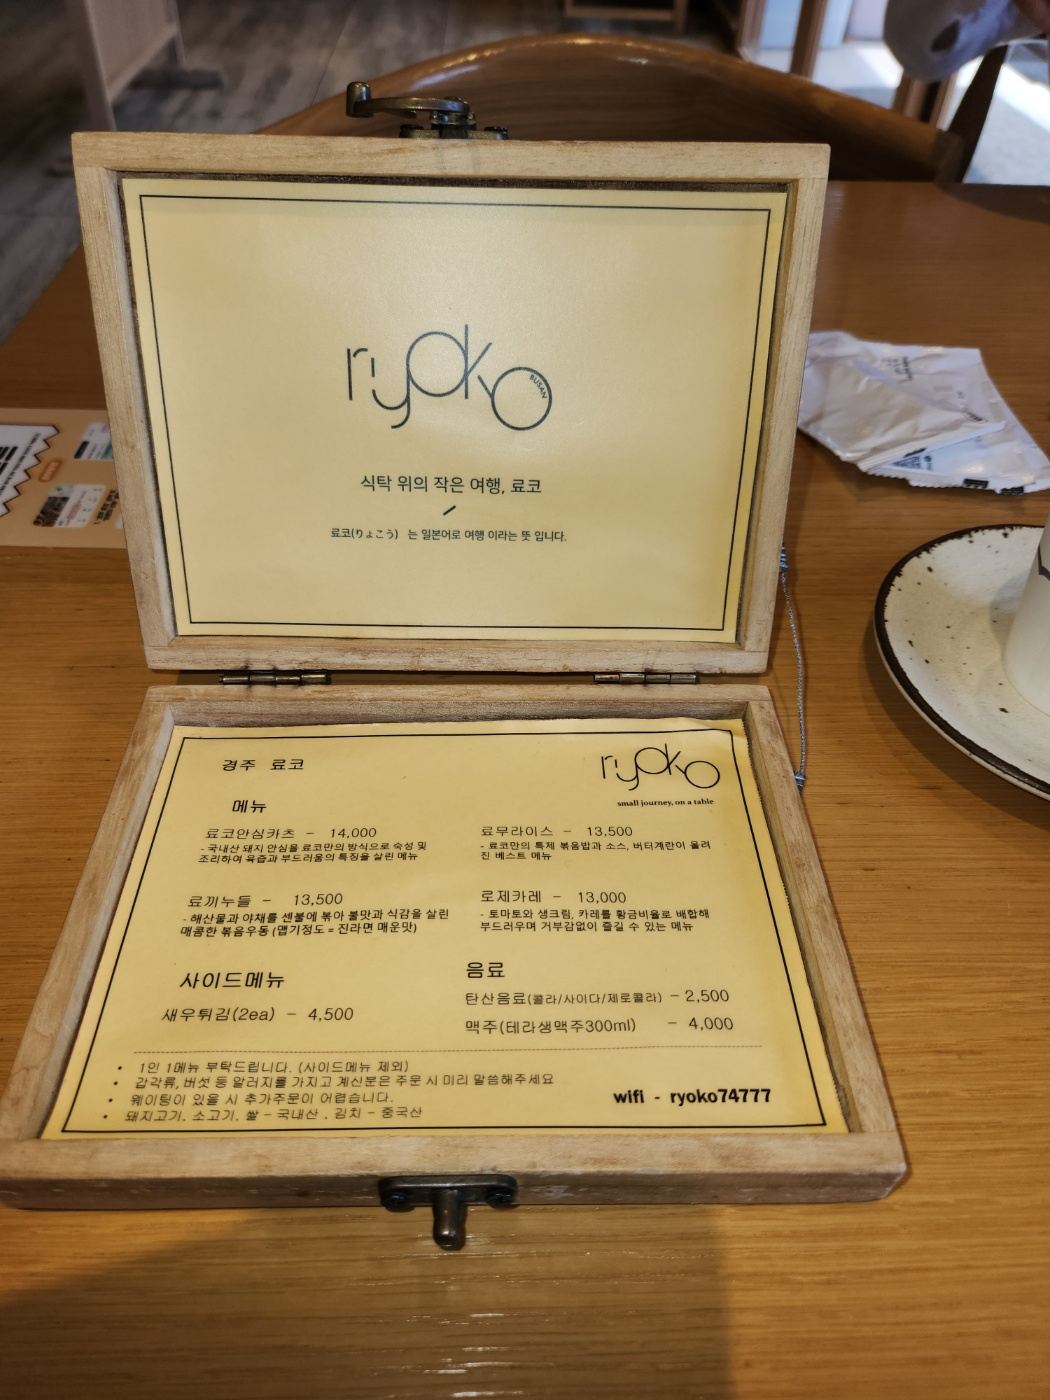 ryoko
BUSAN
식탁 위의 작은 여행, 료코
료코(りょこう) 는 일본어로 여행 이라는 뜻 입니다.
경주 료코
ryoko
small journey, on a table
메뉴
료코안심카츠 - 14,000
- 국내산 돼지 안심을 료코만의 방식으로 숙성 및
조리하여 육즙과 부드러움의 특징을 살린 메뉴
료무라이스 - 13,500
- 료코만의 특제 볶음밥과 소스, 버터계란이 올려
진 베스트 메뉴
료끼누들 - 13,500
- 해산물과 야채를 센불에 볶아 불맛과 식감을 살린
매콤한 볶음우동 (맵기정도 = 진라면 매운맛)
로제카레 - 13,000
- 토마토와 생크림, 카레를 황금비율로 배합해
부드러우며 거부감없이 즐길 수 있는 메뉴
사이드메뉴
새우튀김(2ea) - 4,500
음료
탄산음료(콜라/사이다/제로콜라) - 2,500
맥주(테라생맥주300ml) - 4,000
• 1인 1메뉴 부탁드립니다. (사이드메뉴 제외)
• 갑각류, 버섯 등 알러지를 가지고 계신분은 주문 시 미리 말씀해주세요
• 웨이팅이 있을 시 추가주문이 어렵습니다.
• 돼지고기, 소고기, 쌀 - 국내산 , 김치 - 중국산
wifi - ryoko74777